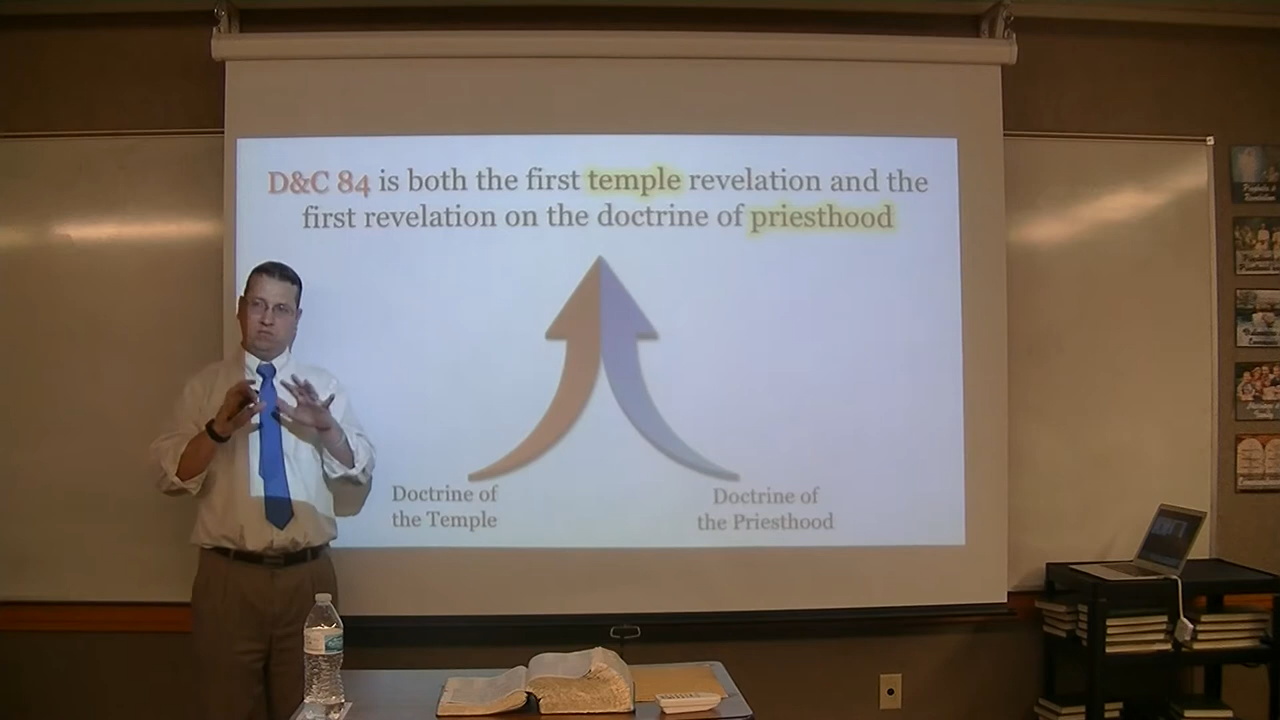 D&C 84 is both the first temple revelation and the
first revelation on the doctrine of priesthood
Doctrine of
the Temple
Doctrine of
the Priesthood